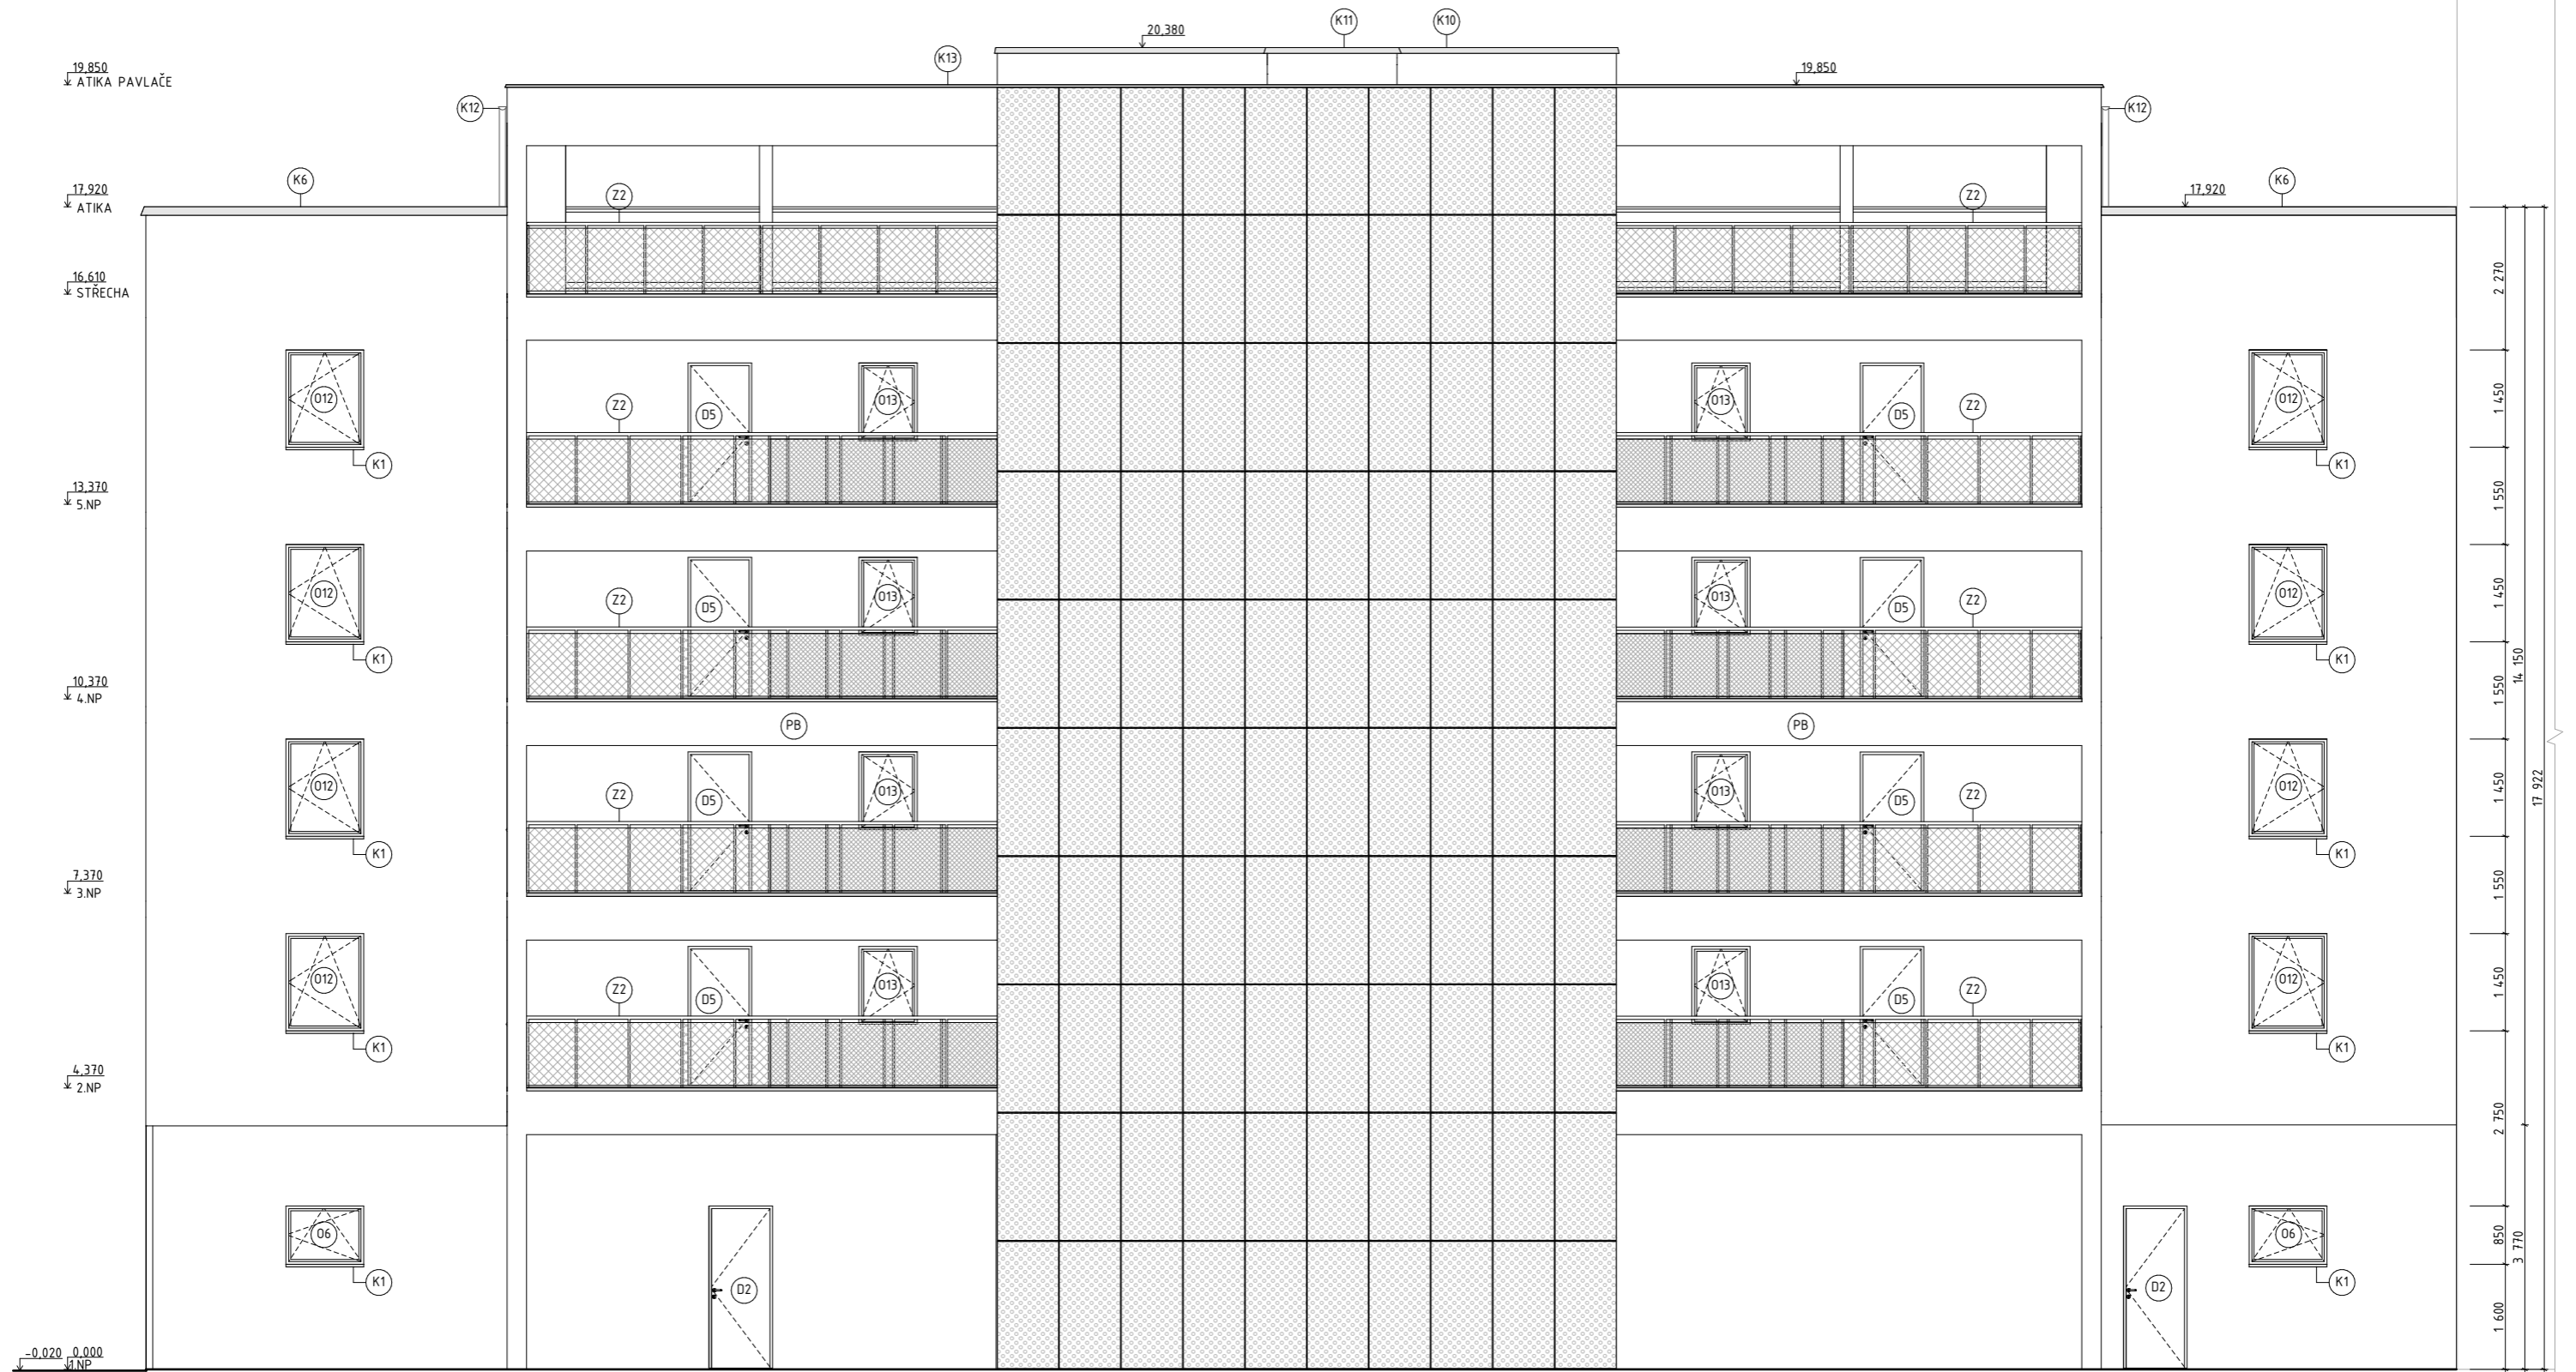 K11
K10
20,380
K13
19,850
ATIKA PAVLAČE
19,850
K12
K12
K6
K6
17,920
ATIKA
Z2
Z2
17,920
16,610
STŘECHA
2 270
O12
D5
O13
O13
D5
O12
Z2
Z2
1 450
K1
K1
13,370
5.NP
1 550
O12
D5
O13
O13
D5
O12
Z2
Z2
1 450
K1
K1
14 150
10,370
4.NP
1 550
PB
PB
O12
D5
O13
O13
D5
O12
Z2
Z2
1 450
17 922
K1
K1
7,370
3.NP
1 550
O12
D5
O13
O13
D5
O12
Z2
Z2
1 450
K1
K1
4,370
2.NP
2 750
O6
O6
850
3 770
K1
K1
D2
D2
1 600
-0,020
0,000
1.NP